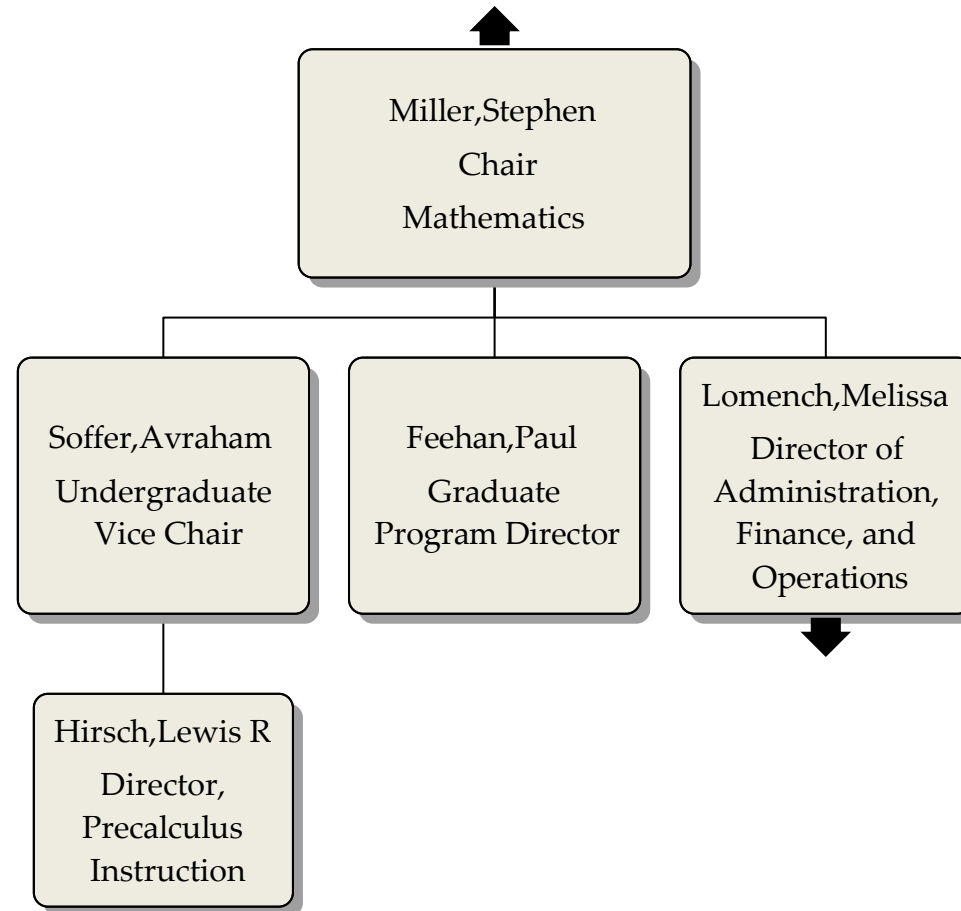 Miller,Stephen
Chair
Mathematics
Soffer,Avraham
Undergraduate
Vice Chair
Feehan,Paul
Graduate
Program Director
Lomench,Melissa
Director of
Administration,
Finance, and
Operations
Hirsch,Lewis R
Director,
Precalculus
Instruction